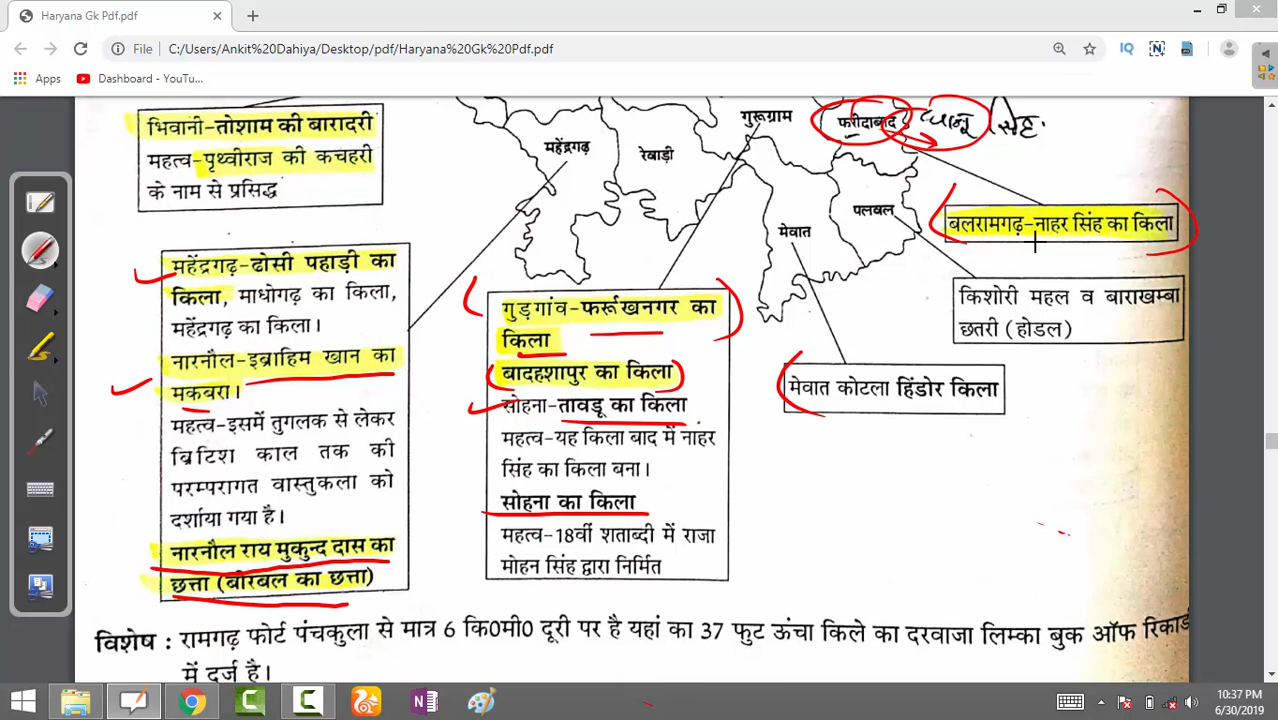 Haryana Gk Pdf.pdf
File | C:/Users/Ankit%20Dahiya/Desktop/pdf/Haryana%20Gk%20Pdf.pdf
Apps Dashboard - YouTu...
भिवानी-तोशाम की बारादरी
महत्व-पृथ्वीराज की कचहरी
के नाम से प्रसिद्ध
महेंद्रगढ़
रेवाड़ी
गुरूग्राम
फरीदाबाद
सिंह
मेवात
पलवल
बलरामगढ़-नाहर सिंह का किला
किशोरी महल व बाराखम्बा
छतरी (होडल)
मेवात कोटला हिंडोर किला
महेंद्रगढ़-ढोसी पहाड़ी का
किला, माधोगढ़ का किला,
महेंद्रगढ़ का किला।
नारनौल-इब्राहिम खान का
मकबरा।
महत्व-इसमें तुगलक से लेकर
ब्रिटिश काल तक की
परम्परागत वास्तुकला को
दर्शाया गया है।
नारनौल राय मुकुन्द दास का
छत्ता (बीरबल का छत्ता)
गुड़गांव-फर्रूखनगर का
किला
बादहशापुर का किला
सोहना-तावडू का किला
महत्व-यह किला बाद में नाहर
सिंह का किला बना।
सोहना का किला
महत्व-18वीं शताब्दी में राजा
मोहन सिंह द्वारा निर्मित
विशेष : रामगढ़ फोर्ट पंचकुला से मात्र 6 कि0मी0 दूरी पर है यहां का 37 फुट ऊंचा किले का दरवाजा लिम्का बुक ऑफ रिकार्ड
में दर्ज है।
10:37 PM
6/30/2019